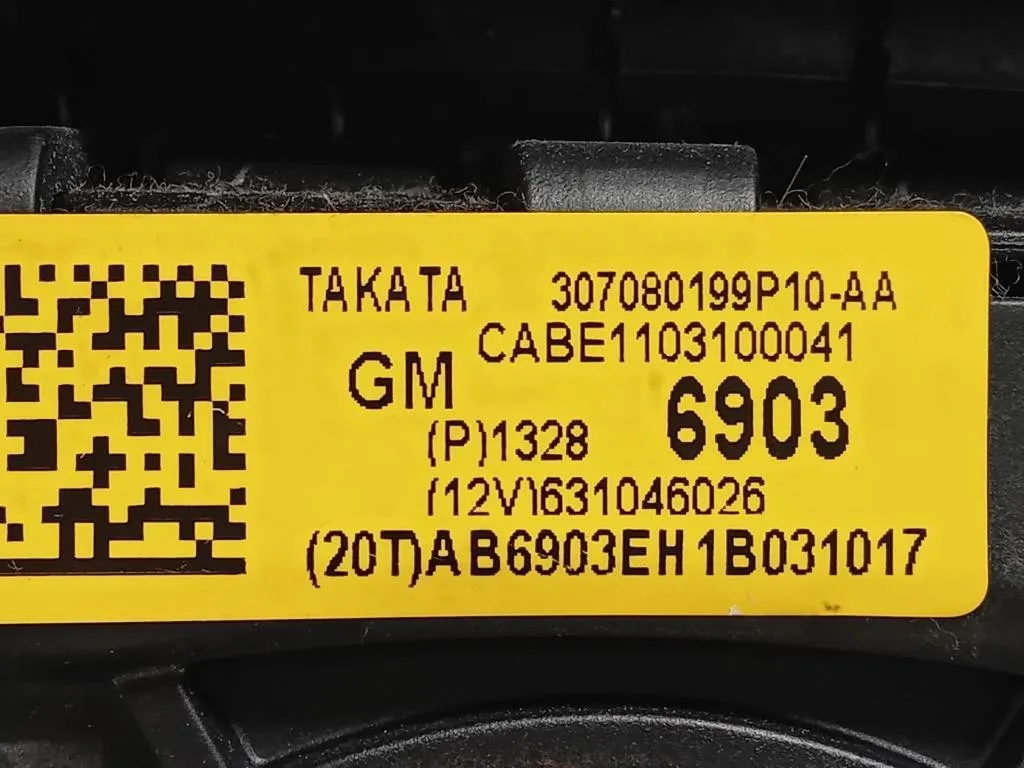 TAKATA 307080199P10-AA
CABE1103100041
GM
(P)1328 6903
(12V)631046026
(20T)AB6903EH1B031017